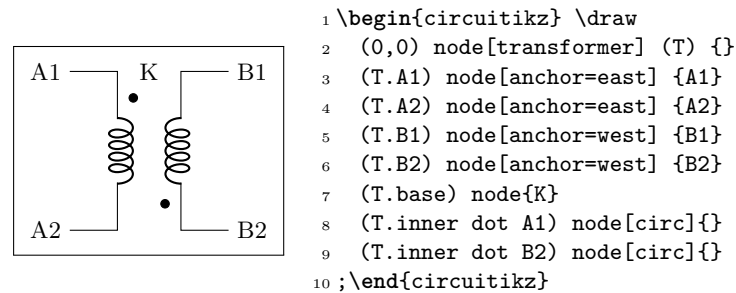 A1 K B1
A2 B2
1 \begin{circuitikz} \draw
2 (0,0) node[transformer] (T) {}
3 (T.A1) node[anchor=east] {A1}
4 (T.A2) node[anchor=east] {A2}
5 (T.B1) node[anchor=west] {B1}
6 (T.B2) node[anchor=west] {B2}
7 (T.base) node{K}
8 (T.inner dot A1) node[circ]{}
9 (T.inner dot B2) node[circ]{}
10 ;\end{circuitikz}